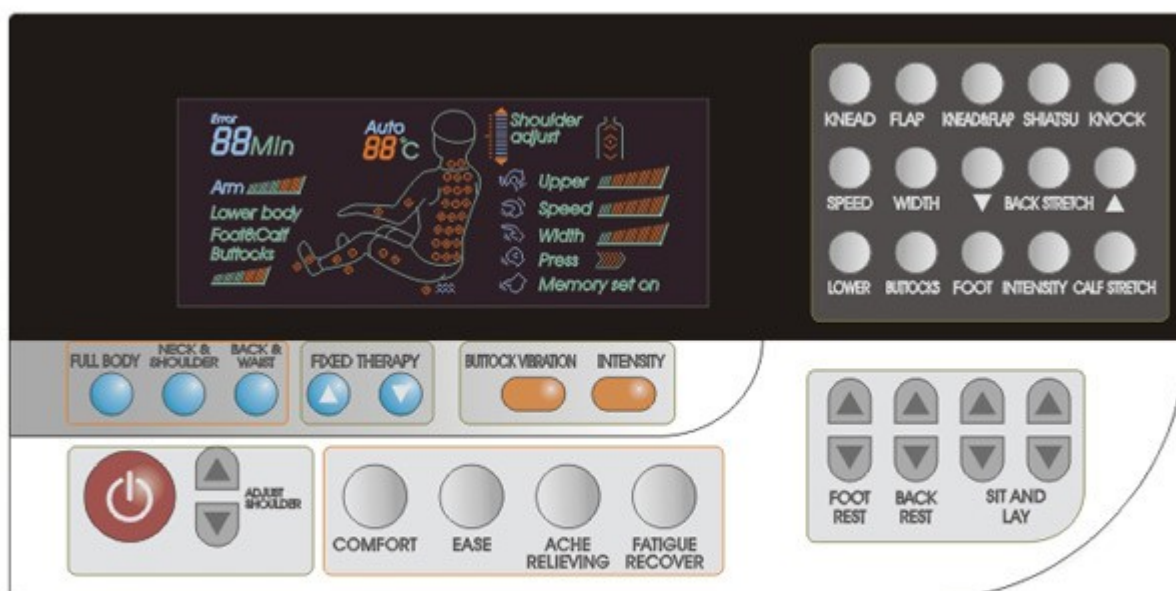 Error
88Min
Auto
88°C
Shoulder
adjust
Arm
Lower body
Foot&Calf
Buttocks
Upper
Speed
Width
Press
Memory set on
KNEAD FLAP KNEAD&FLAP SHIATSU KNOCK
SPEED WIDTH ▼ BACK STRETCH ▲
LOWER BUTTOCKS FOOT INTENSITY CALF STRETCH
FULL BODY
NECK &
SHOULDER
BACK &
WAIST
FIXED THERAPY
BUTTOCK VIBRATION
INTENSITY
ADJUST
SHOULDER
COMFORT
EASE
ACHE
RELIEVING
FATIGUE
RECOVER
FOOT
REST
BACK
REST
SIT AND
LAY